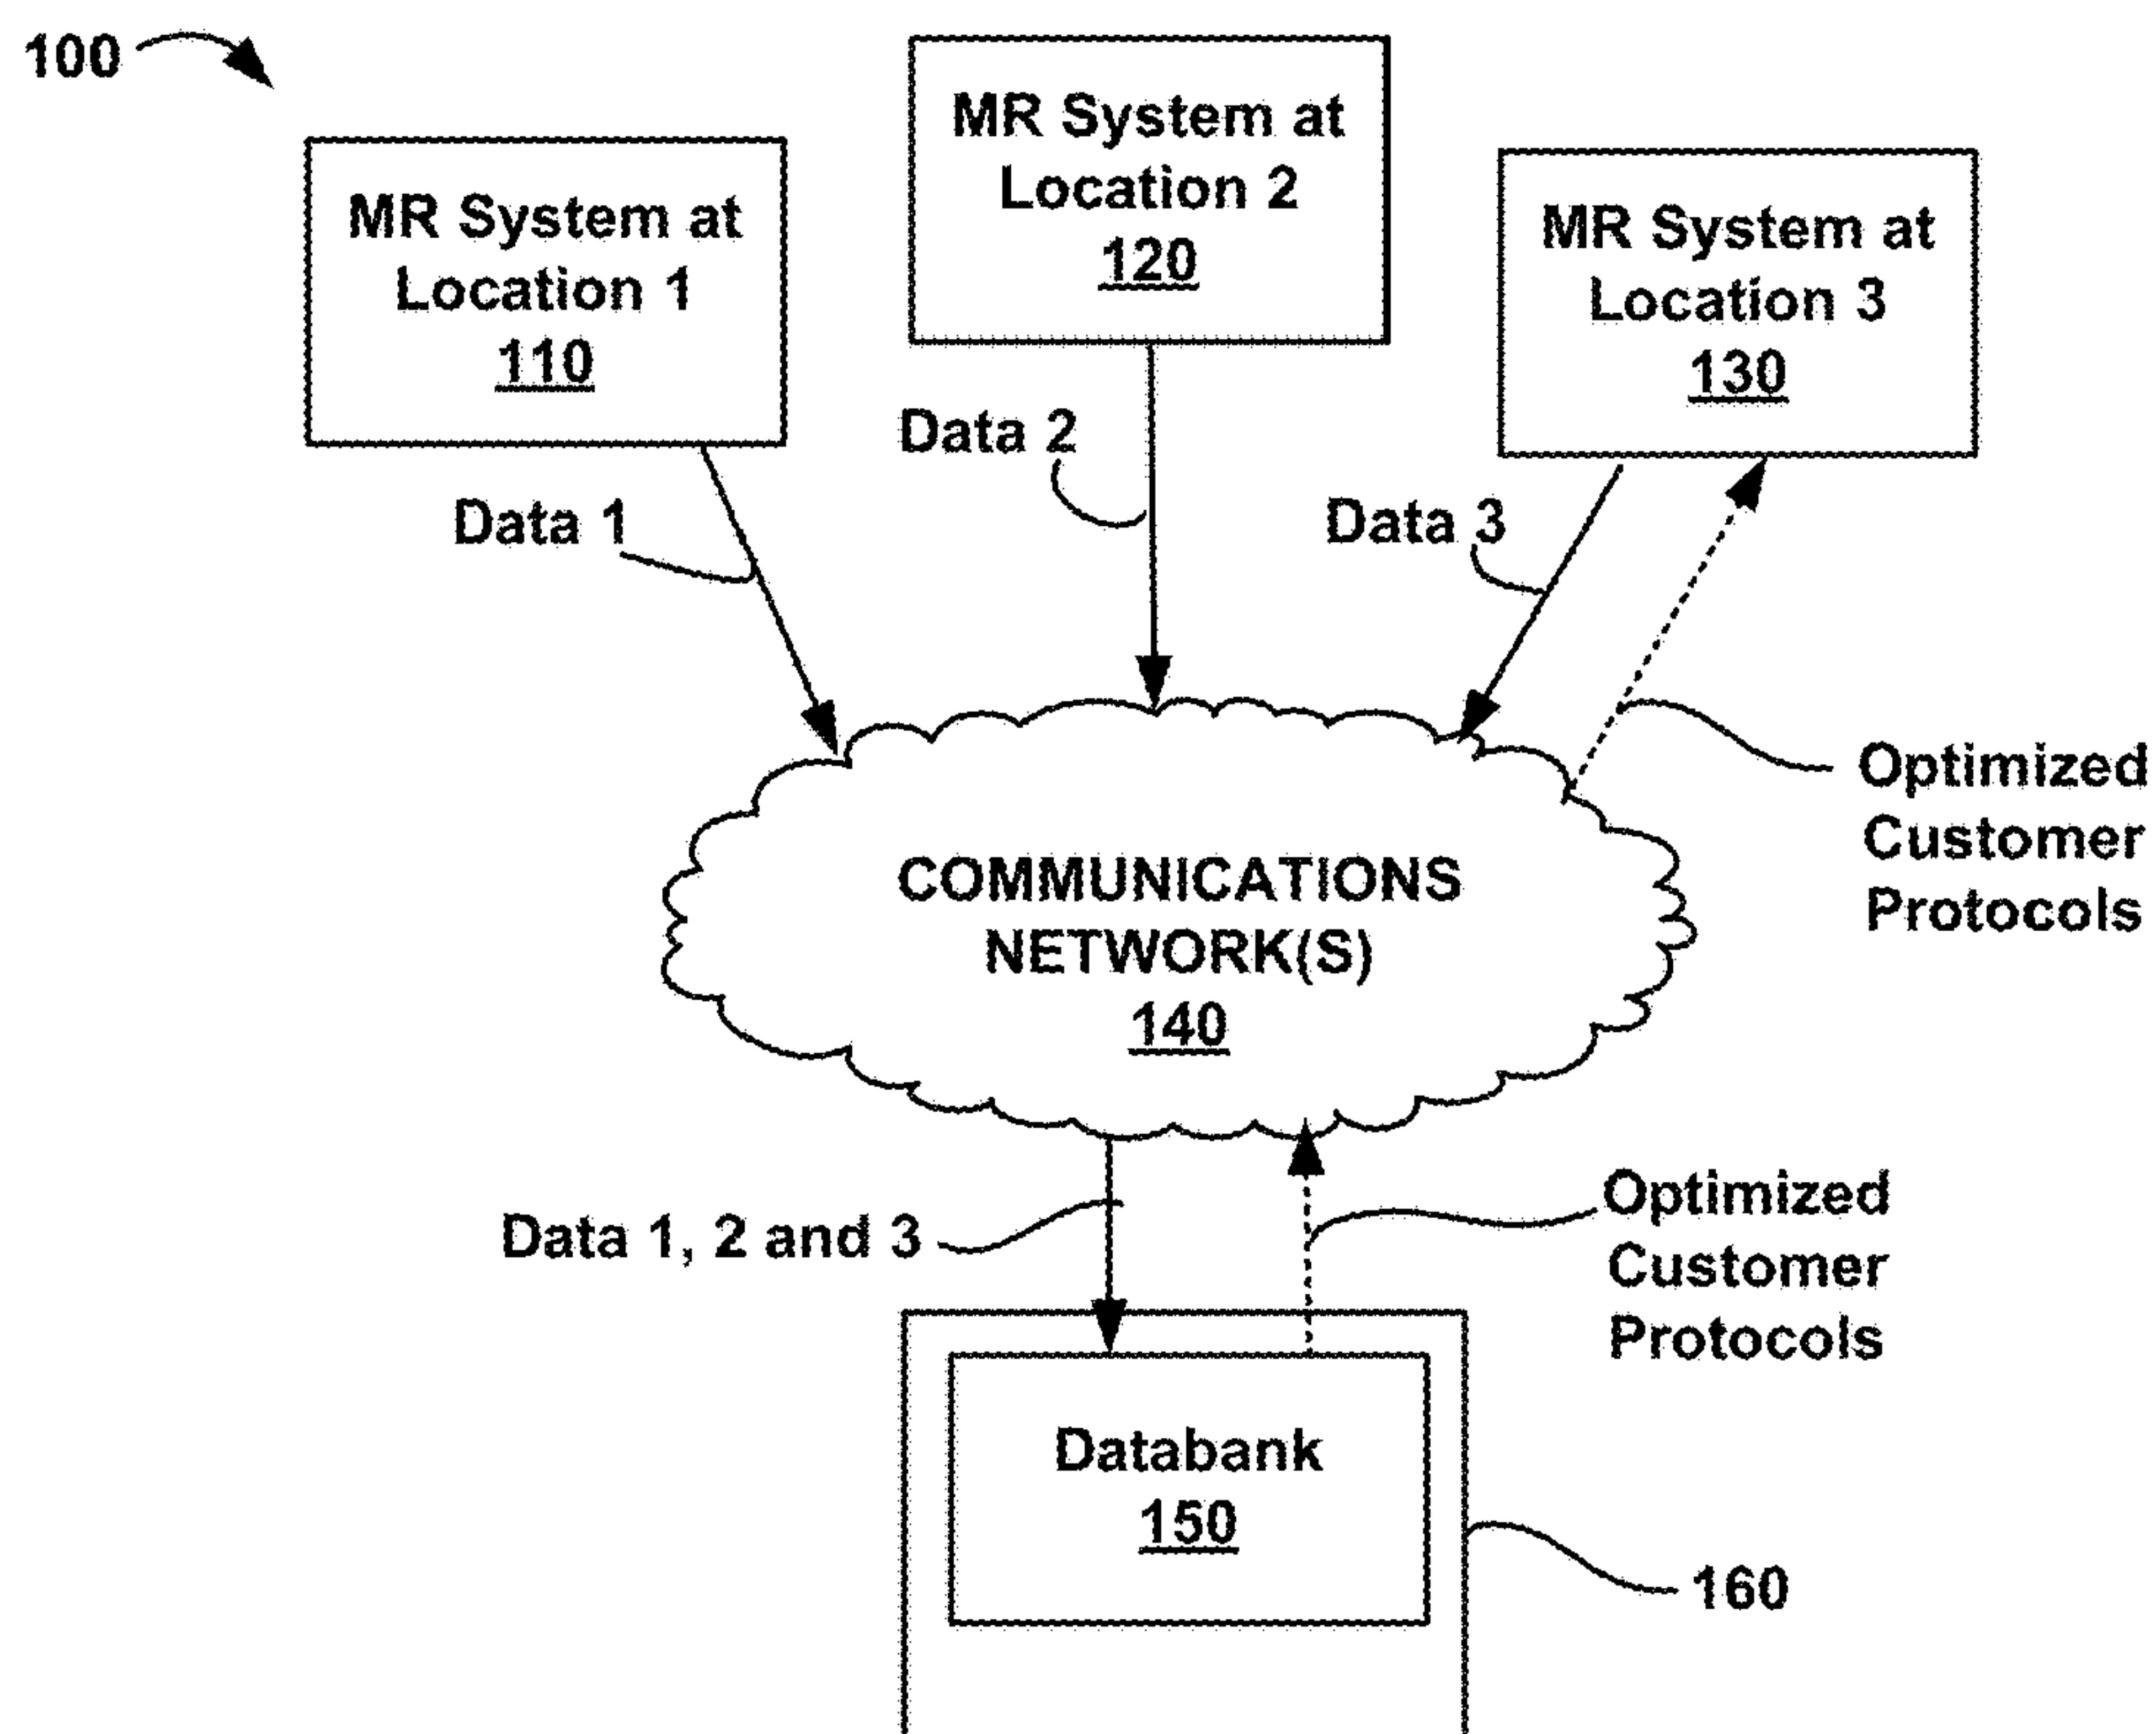 100
MR System at
Location 1
110
MR System at
Location 2
120
MR System at
Location 3
130
Data 1
Data 2
Data 3
Optimized
Customer
Protocols
COMMUNICATIONS
NETWORK(S)
140
Data 1, 2 and 3
Optimized
Customer
Protocols
Databank
150
160